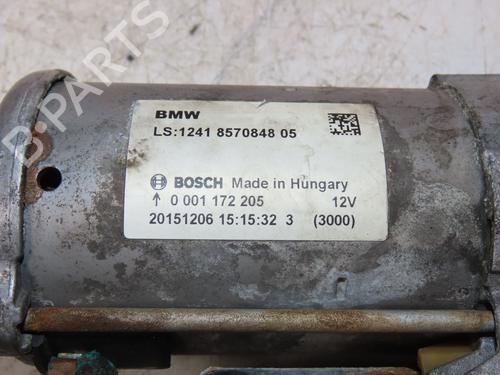 BMW
LS:1241 8570848 05
BOSCH Made in Hungary
↑ 0 001 172 205 12V
20151206 15:15:32 3 (3000)
B-PARTS